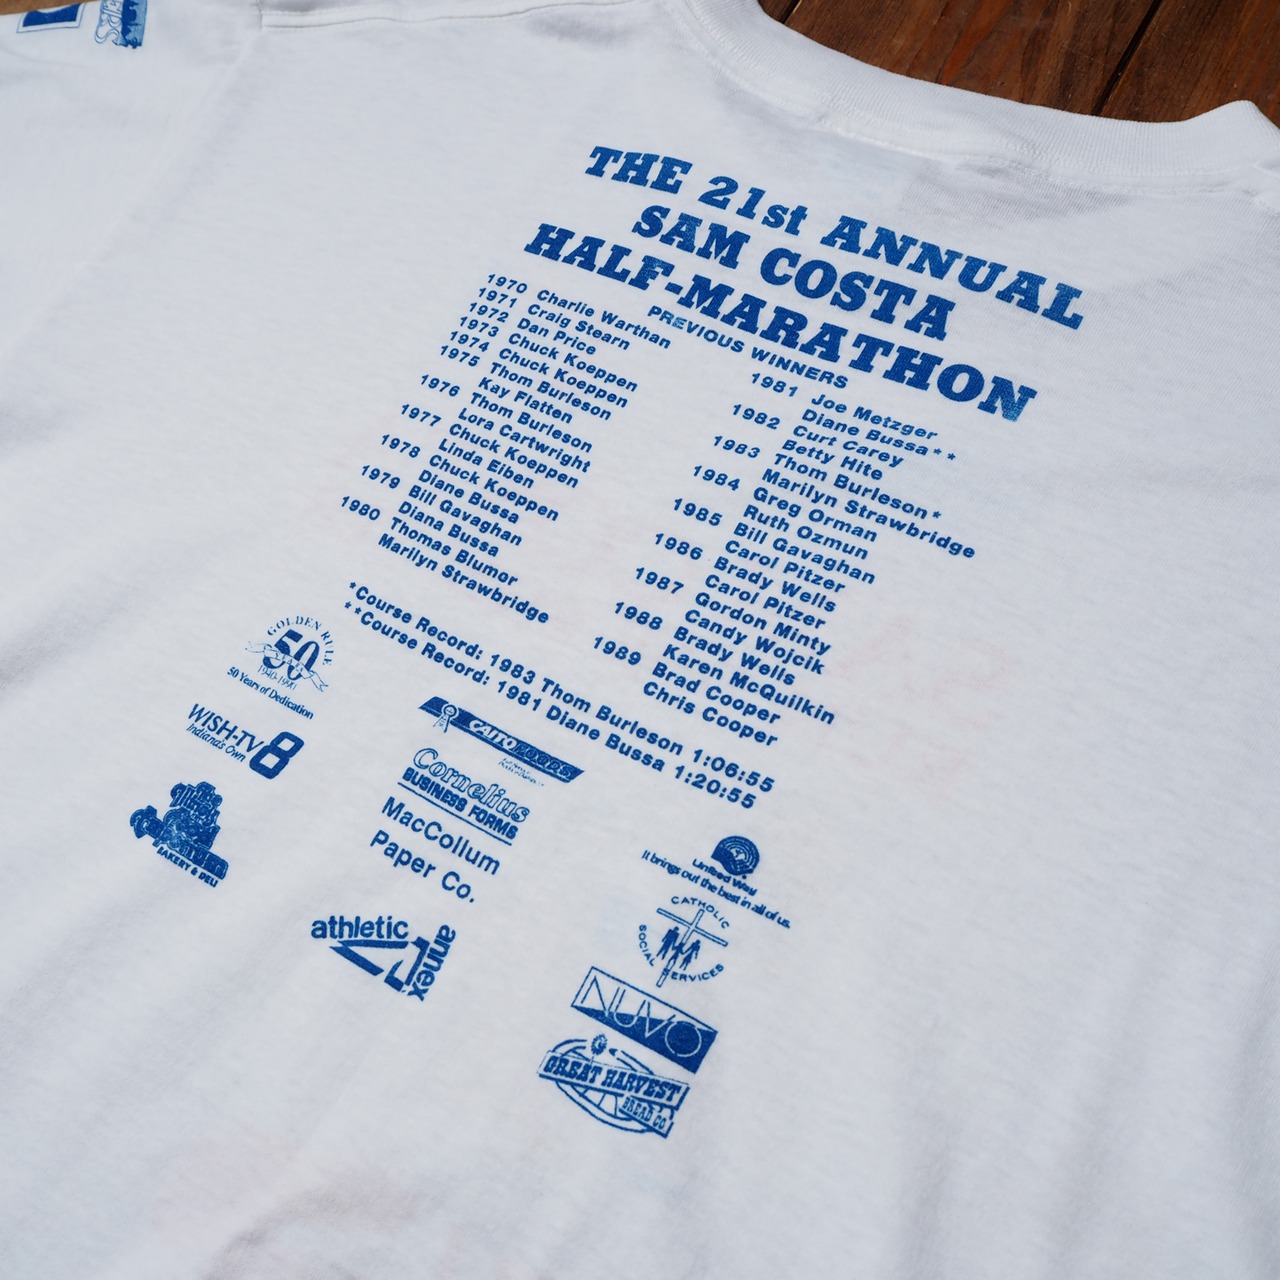 THE 21st ANNUAL
SAM COSTA
HALF-MARATHON
PREVIOUS WINNERS
1970 Charlie Warthan
1971 Craig Stearn
1972 Dan Price
1973 Chuck Koeppen
1974 Chuck Koeppen
1975 Thom Burleson
Kay Flatten
1976 Thom Burleson
Lora Cartwright
1977 Chuck Koeppen
Linda Eiben
1978 Chuck Koeppen
Diane Bussa
1979 Bill Gavaghan
Diana Bussa
1980 Thomas Blumor
Marilyn Strawbridge
1981 Joe Metzger
Diane Bussa**
1982 Curt Carey
Betty Hite
1983 Thom Burleson*
Marilyn Strawbridge
1984 Greg Orman
Ruth Ozmun
1985 Bill Gavaghan
Carol Pitzer
1986 Brady Wells
Carol Pitzer
1987 Gordon Minty
Candy Wojcik
1988 Brady Wells
Karen McQuilkin
1989 Brad Cooper
Chris Cooper
*Course Record: 1983 Thom Burleson 1:06:55
**Course Record: 1981 Diane Bussa 1:20:55
GOLDEN RULE
50
1940-1990
50 Years of Dedication
WISH-TV 8
Indiana's Own
BAKERY & DELI
CAITO FOODS
Cornelius
BUSINESS FORMS
MacCollum
Paper Co.
athletic
annex
United Way
It brings out the best in all of us.
CATHOLIC
SOCIAL SERVICES
NUVO
GREAT HARVEST
BREAD CO.